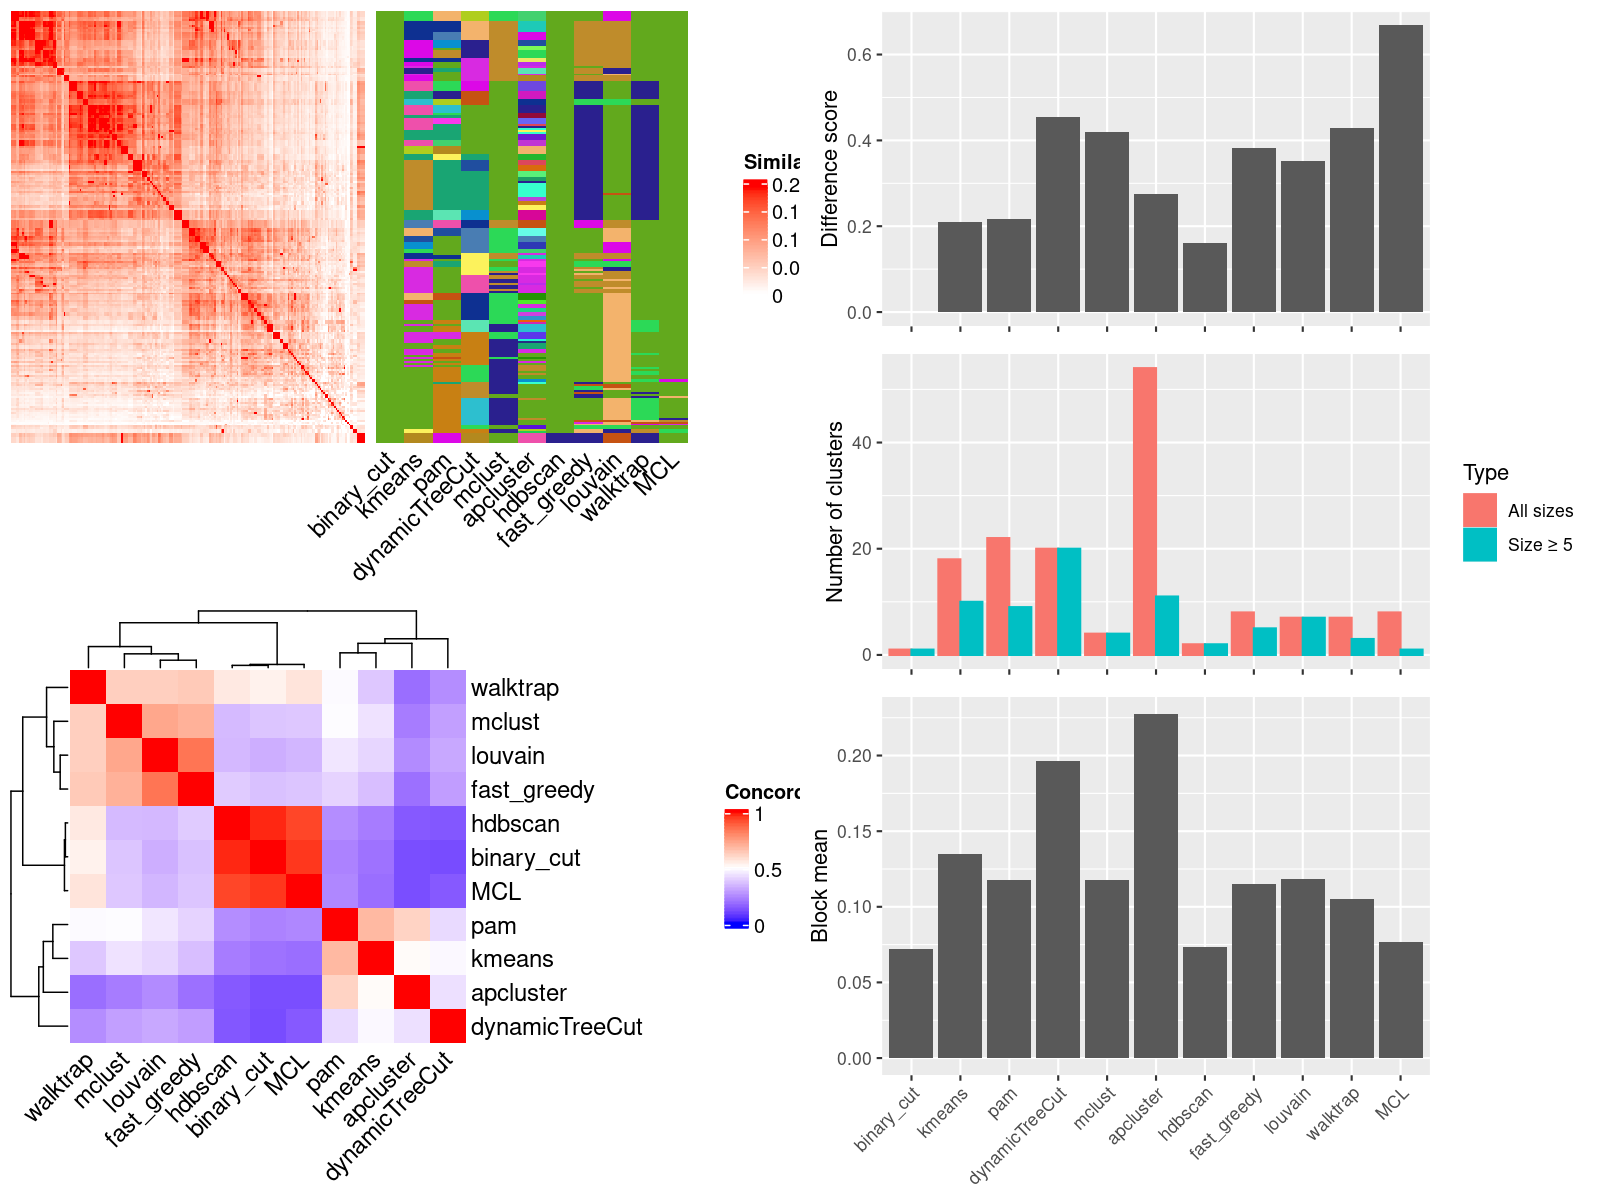 Simila
0.2
0.1
0.1
0.0
0
binary_cut
kmeans
pam
dynamicTreeCut
mclust
apcluster
hdbscan
fast_greedy
louvain
walktrap
MCL
walktrap
mclust
louvain
fast_greedy
hdbscan
binary_cut
MCL
pam
kmeans
apcluster
dynamicTreeCut
walktrap
mclust
louvain
fast_greedy
hdbscan
binary_cut
MCL
pam
kmeans
apcluster
dynamicTreeCut
Concord
1
0.5
0
Difference score
0.6
0.4
0.2
0.0
Number of clusters
40
20
0
Type
All sizes
Size ≥ 5
Block mean
0.20
0.15
0.10
0.05
0.00
binary_cut
kmeans
pam
dynamicTreeCut
mclust
apcluster
hdbscan
fast_greedy
louvain
walktrap
MCL